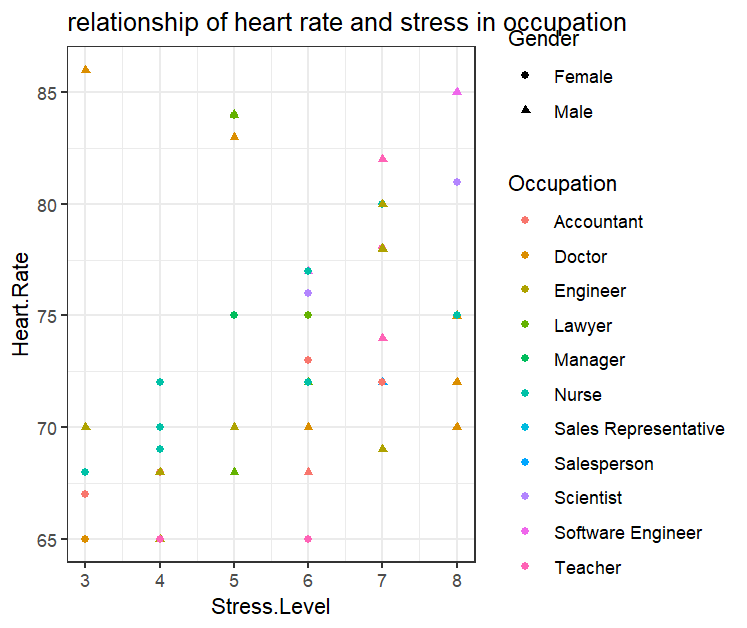 relationship of heart rate and stress in occupation
Gender
Female
Male
Occupation
Accountant
Doctor
Engineer
Lawyer
Manager
Nurse
Sales Representative
Salesperson
Scientist
Software Engineer
Teacher
Heart.Rate
85
80
75
70
65
3 4 5 6 7 8
Stress.Level